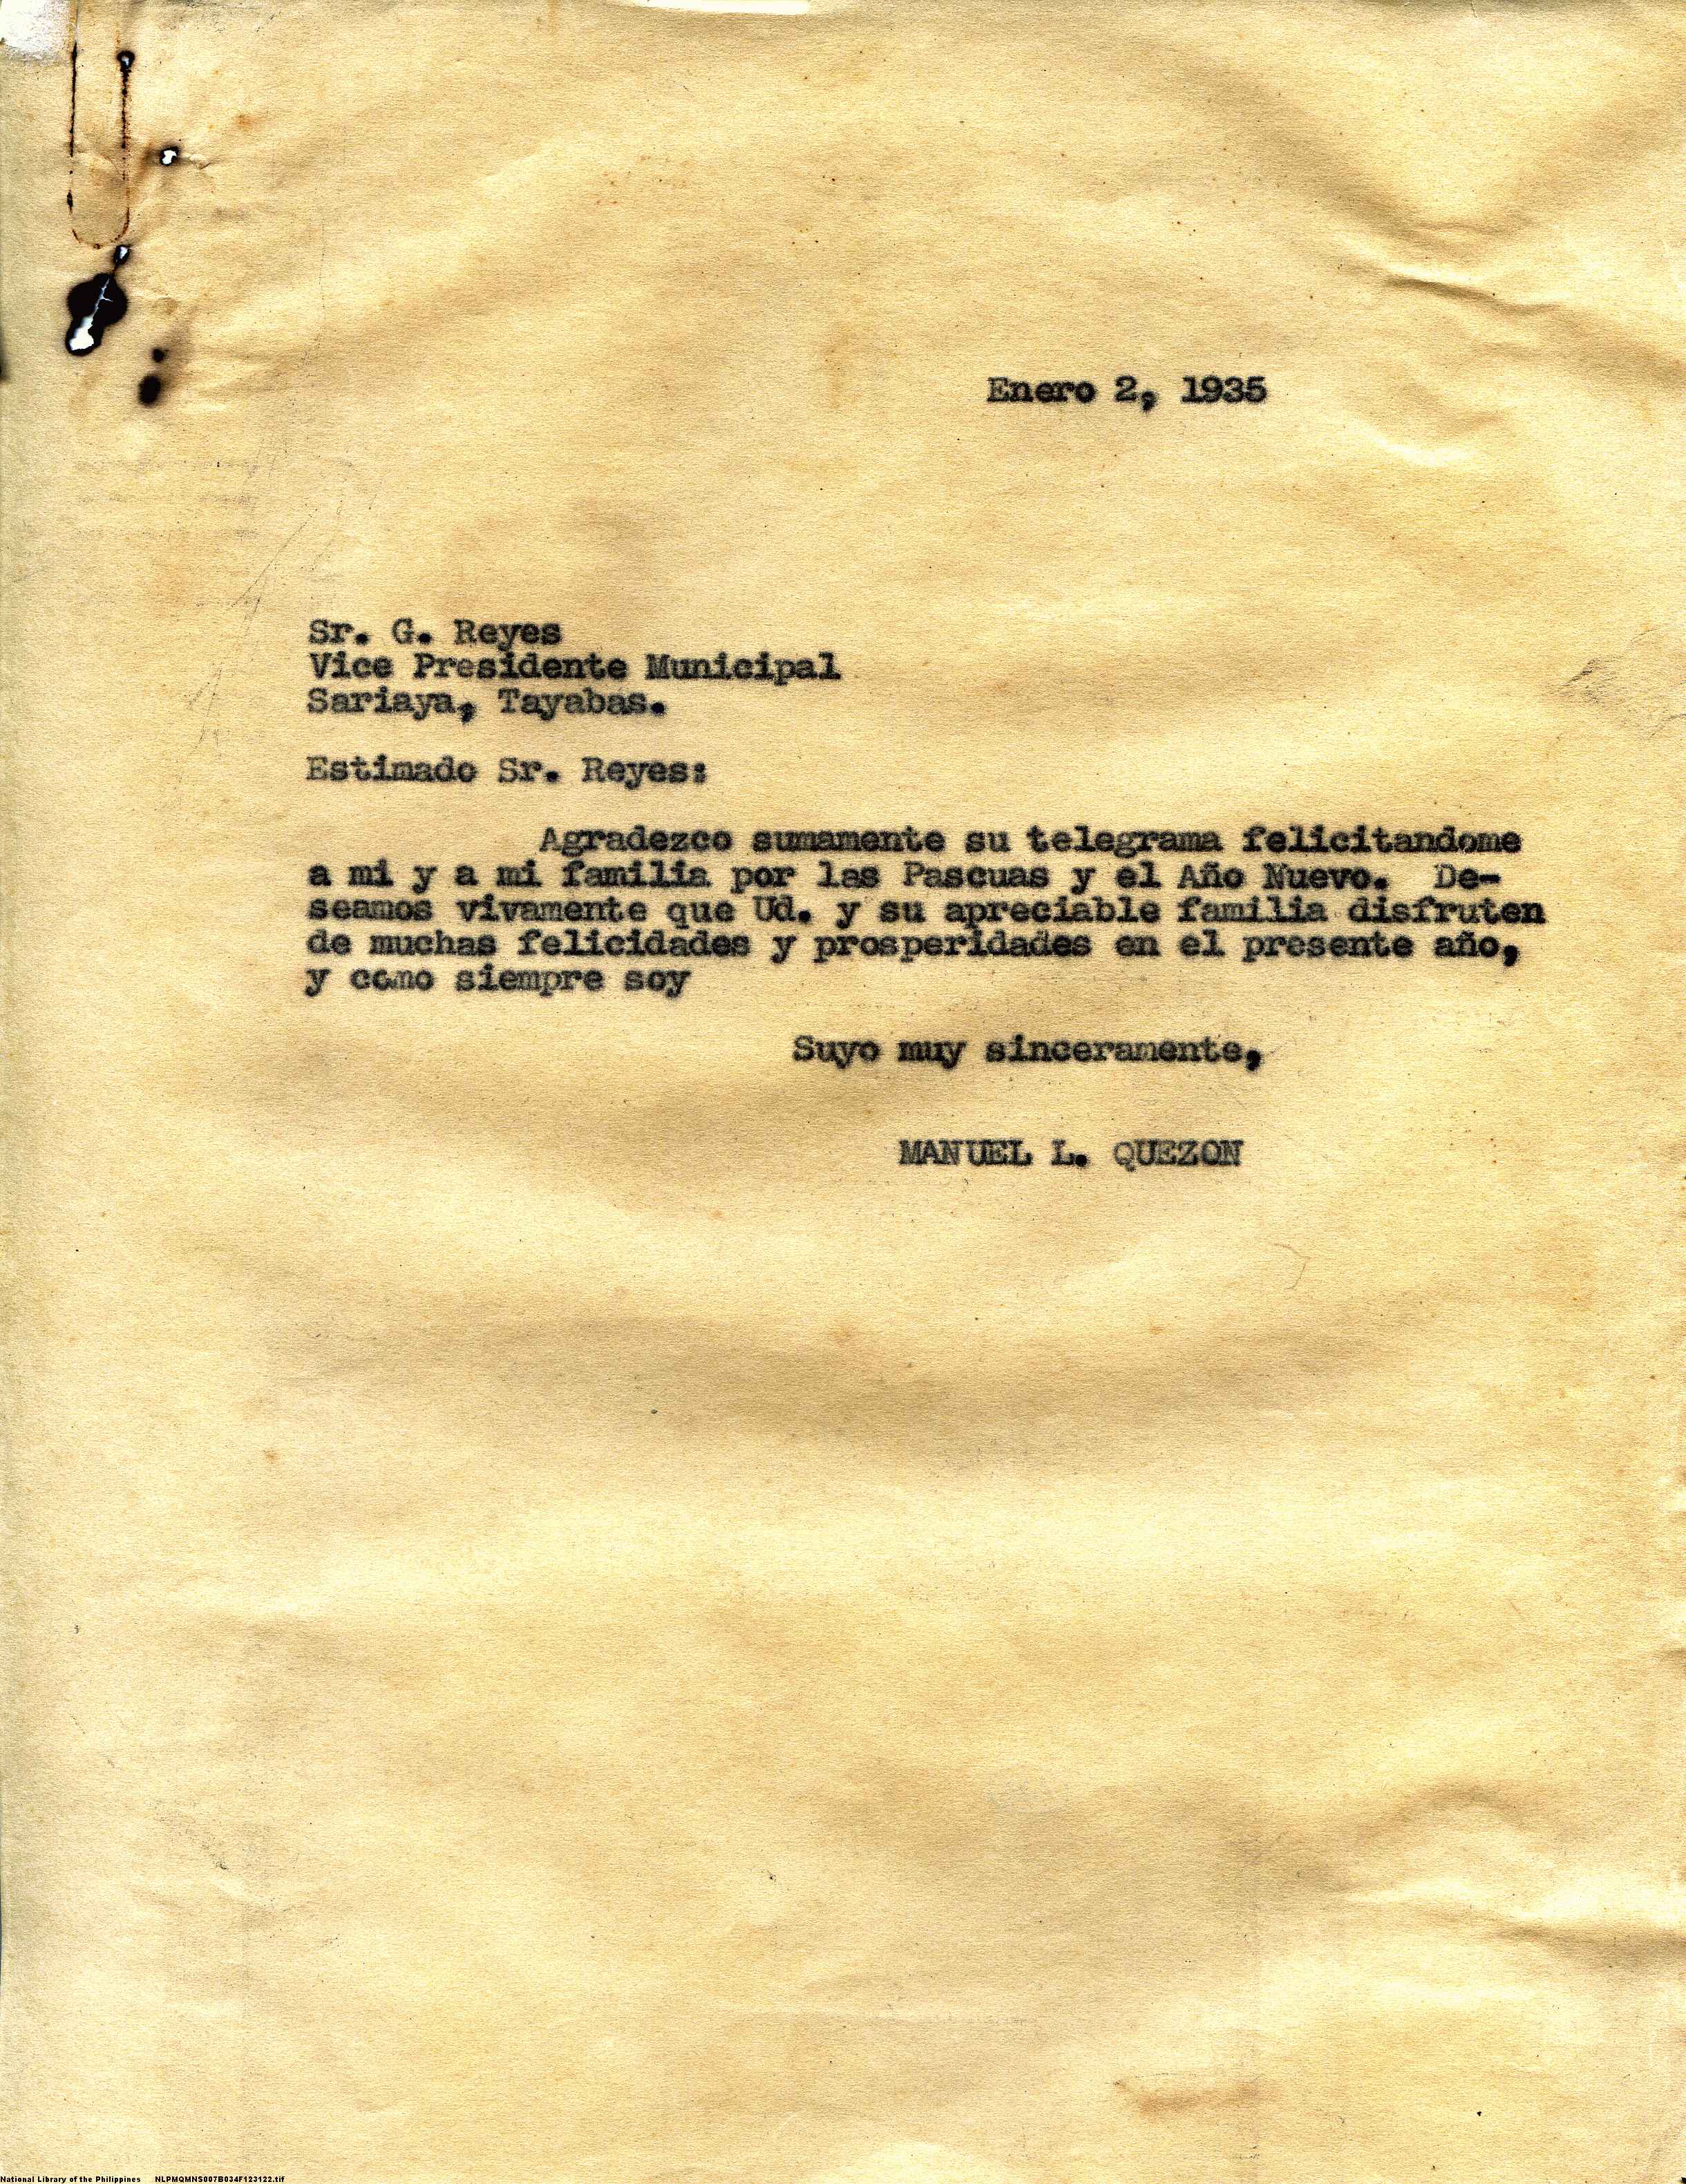 Enero 2, 1935
Sr. G. Reyes
Vice Presidente Municipal
Sariaya, Tayabas.
Estimado Sr. Reyes:
Agradezco sumamente su telegrama felicitandome
a mi y a mi familia por las Pascuas y el Año Nuevo. De-
seamos vivamente que Ud. y su apreciable familia disfruten
de muchas felicidades y prosperidades en el presente año,
y como siempre soy
Suyo muy sinceramente,
MANUEL L. QUEZON
National Library of the Philippines NLPMQMNS007B034F123122.tif